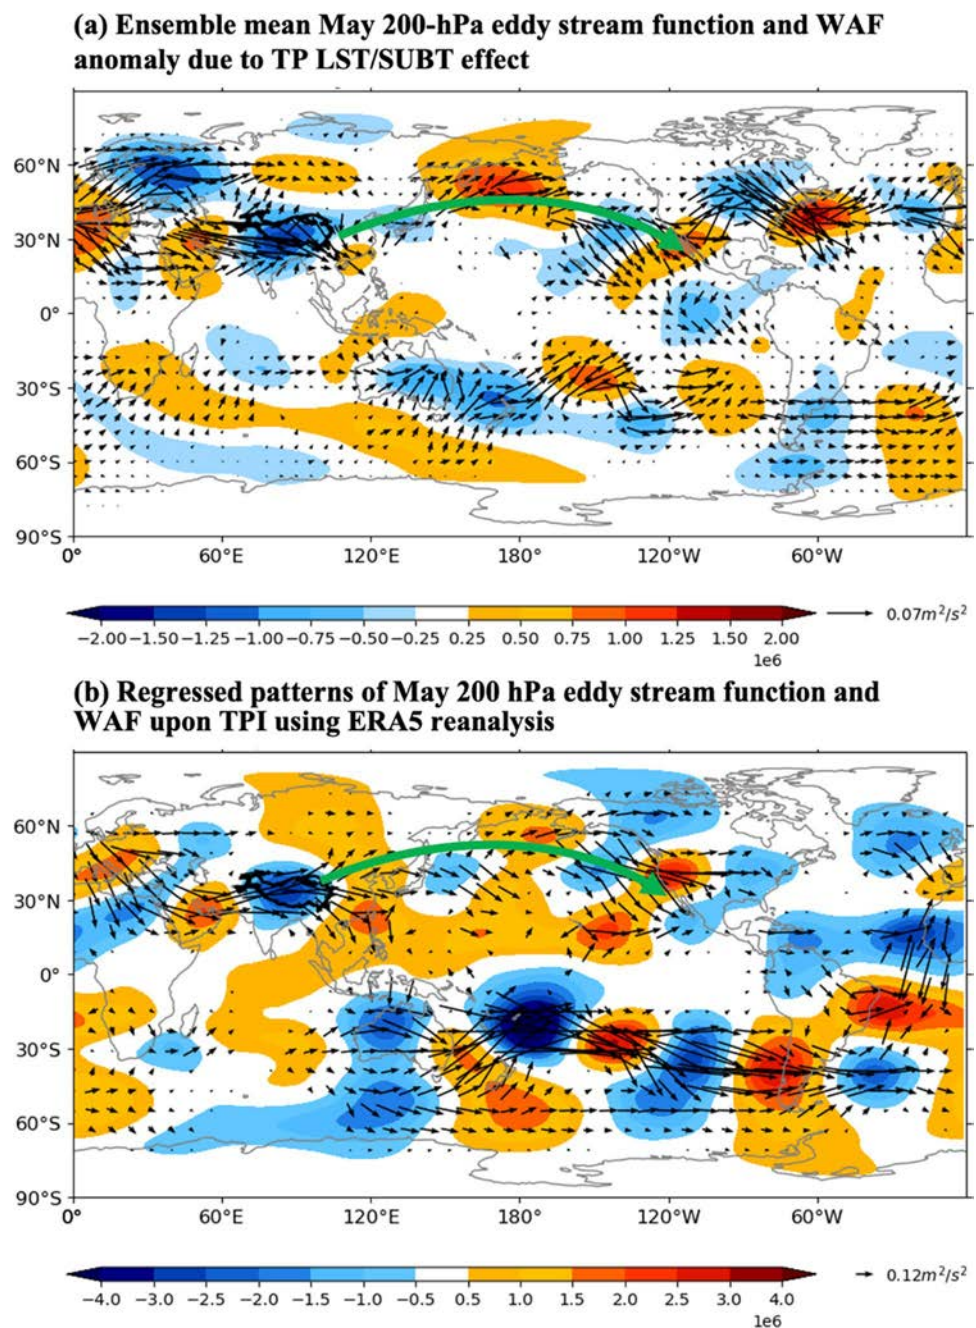 (a) Ensemble mean May 200-hPa eddy stream function and WAF
anomaly due to TP LST/SUBT effect
60°N
30°N
0°
30°S
60°S
90°S
0° 60°E 120°E 180° 120°W 60°W
−2.00 −1.50 −1.25 −1.00 −0.75 −0.50 −0.25 0.25 0.50 0.75 1.00 1.25 1.50 2.00
0.07m²/s²
1e6
(b) Regressed patterns of May 200 hPa eddy stream function and
WAF upon TPI using ERA5 reanalysis
60°N
30°N
0°
30°S
60°S
90°S
0° 60°E 120°E 180° 120°W 60°W
−4.0 −3.0 −2.5 −2.0 −1.5 −1.0 −0.5 0.5 1.0 1.5 2.0 2.5 3.0 4.0
0.12m²/s²
1e6